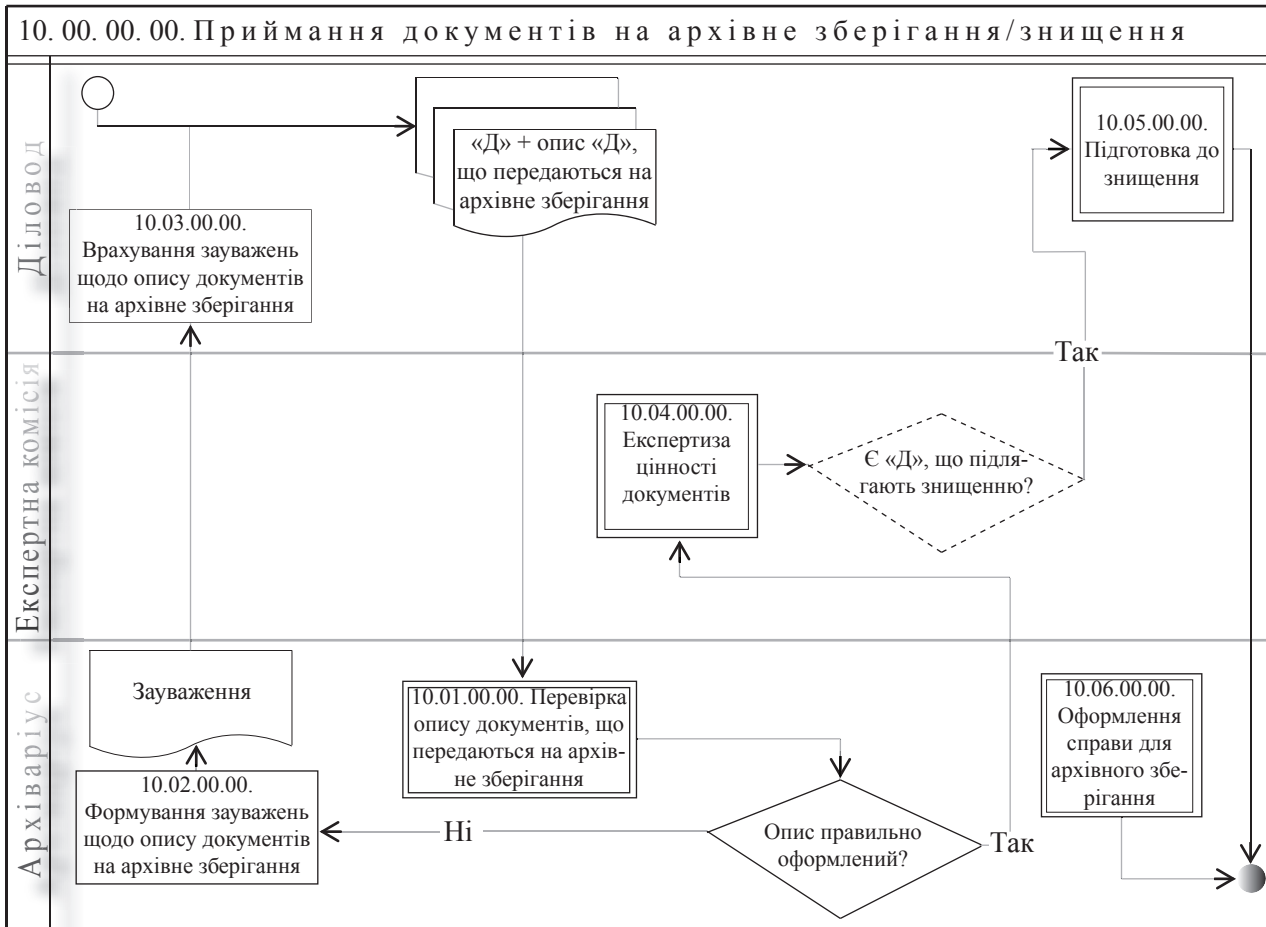 10. 00. 00. 00. Приймання документів на архівне зберігання/знищення
Діловод
«Д» + опис «Д»,
що передаються на
архівне зберігання
10.05.00.00.
Підготовка до
знищення
10.03.00.00.
Врахування зауважень
щодо опису документів
на архівне зберігання
Так
Експертна комісія
10.04.00.00.
Експертиза
цінності
документів
Є «Д», що підля-
гають знищенню?
Архіваріус
Зауваження
10.01.00.00. Перевірка
опису документів, що
передаються на архів-
не зберігання
10.06.00.00.
Оформлення
справи для
архівного збе-
рігання
10.02.00.00.
Формування зауважень
щодо опису документів
на архівне зберігання
Ні
Опис правильно
оформлений?
Так